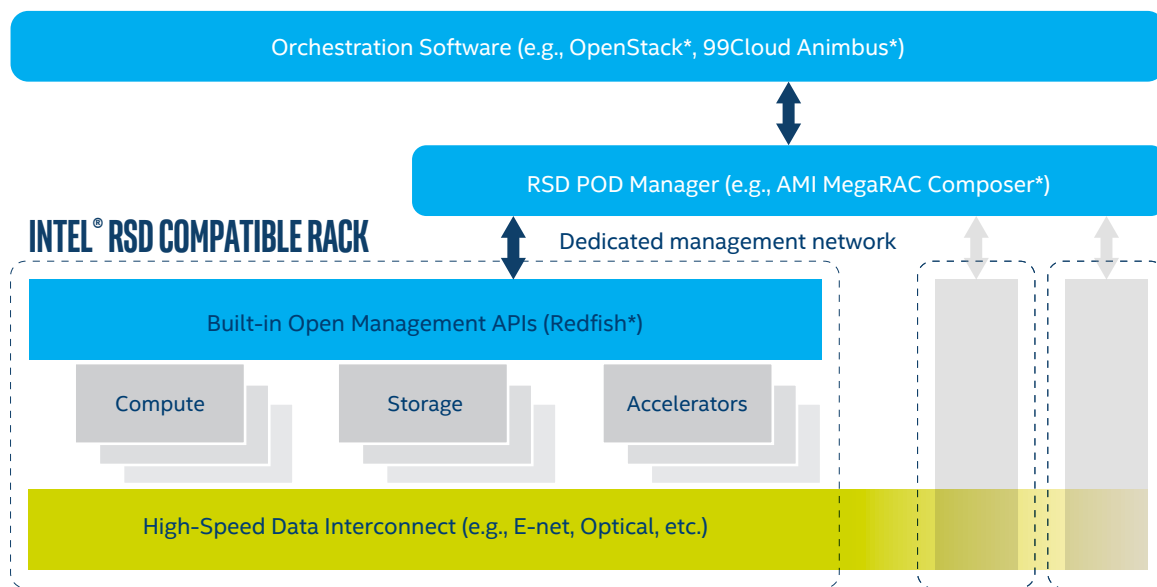 Orchestration Software (e.g., OpenStack*, 99Cloud Animbus*)
RSD POD Manager (e.g., AMI MegaRAC Composer*)
INTEL® RSD COMPATIBLE RACK
Dedicated management network
Built-in Open Management APIs (Redfish*)
Compute
Storage
Accelerators
High-Speed Data Interconnect (e.g., E-net, Optical, etc.)